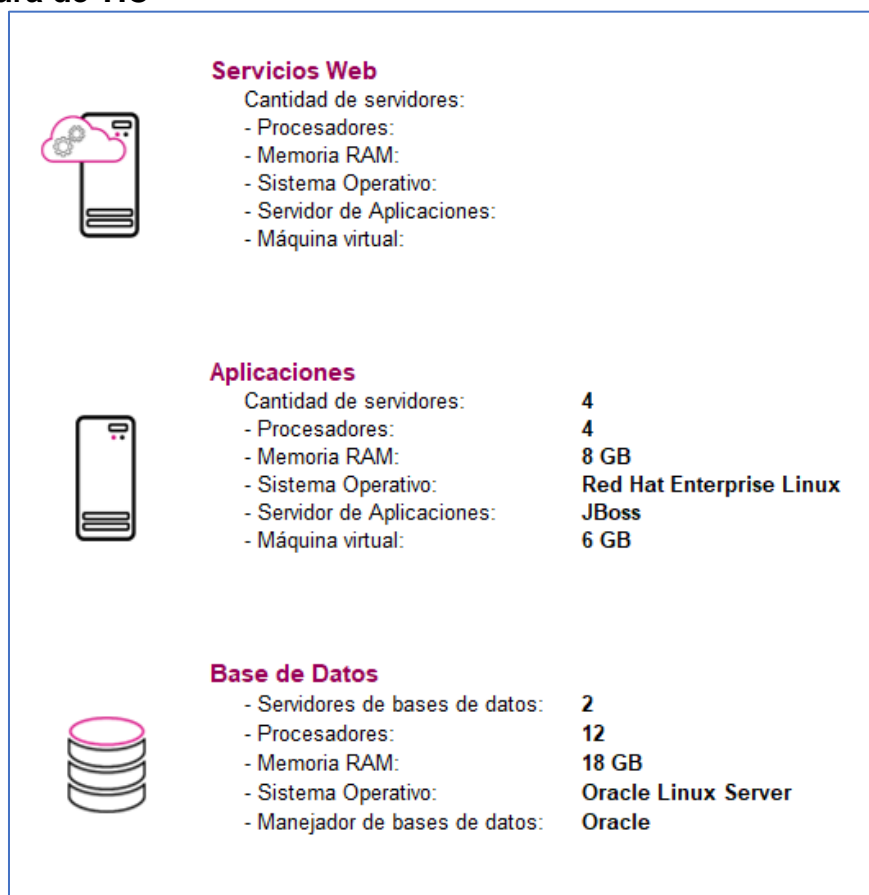 Servicios Web
Cantidad de servidores:
- Procesadores:
- Memoria RAM:
- Sistema Operativo:
- Servidor de Aplicaciones:
- Máquina virtual:
Aplicaciones
Cantidad de servidores: 4
- Procesadores: 4
- Memoria RAM: 8 GB
- Sistema Operativo: Red Hat Enterprise Linux
- Servidor de Aplicaciones: JBoss
- Máquina virtual: 6 GB
Base de Datos
- Servidores de bases de datos: 2
- Procesadores: 12
- Memoria RAM: 18 GB
- Sistema Operativo: Oracle Linux Server
- Manejador de bases de datos: Oracle